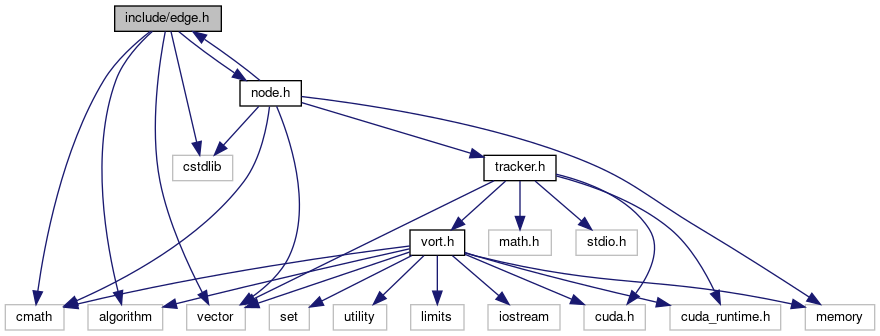 include/edge.h
node.h
cstdlib
tracker.h
vort.h
math.h
stdio.h
cmath
algorithm
vector
set
utility
limits
iostream
cuda.h
cuda_runtime.h
memory